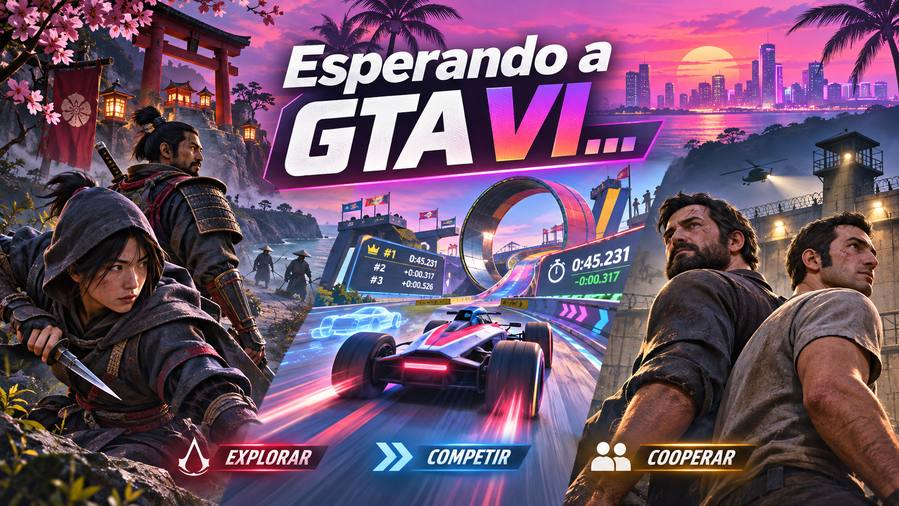 Esperando a
GTA VI...
#1 0:45.231
#2 +0:00.317
#3 +0:00.526
0:45.231
-0:00.317
EXPLORAR
COMPETIR
COOPERAR